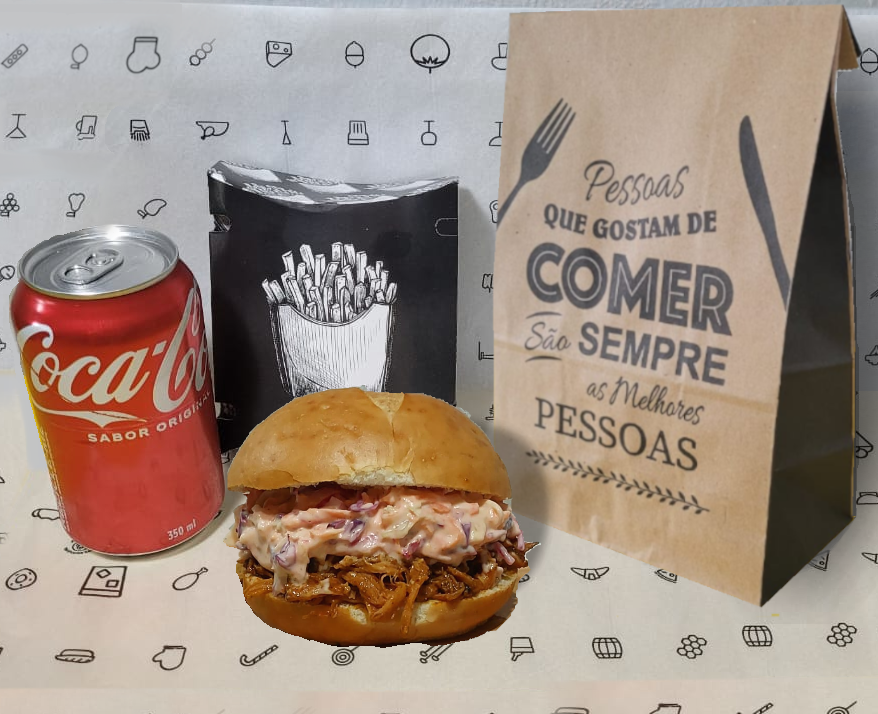 Coca-Co
SABOR ORIGINAL
350 ml
Pessoas
QUE GOSTAM DE
COMER
São SEMPRE
as Melhores
PESSOAS